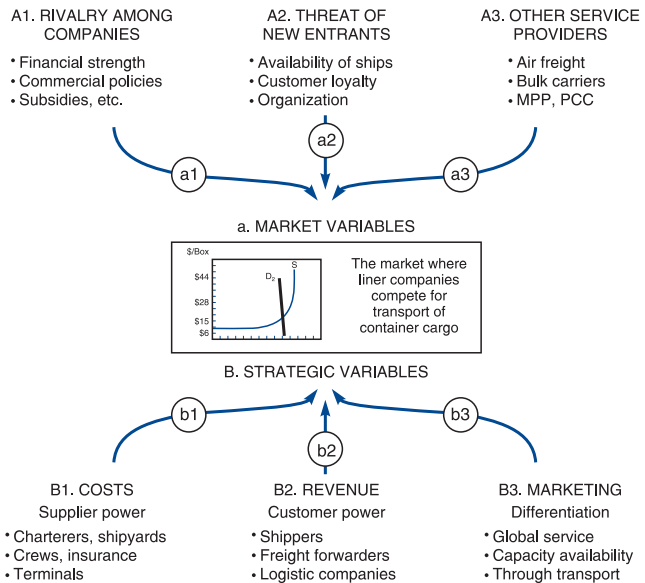 A1. RIVALRY AMONG
COMPANIES
• Financial strength
• Commercial policies
• Subsidies, etc.
A2. THREAT OF
NEW ENTRANTS
• Availability of ships
• Customer loyalty
• Organization
A3. OTHER SERVICE
PROVIDERS
• Air freight
• Bulk carriers
• MPP, PCC
a1
a2
a3
a. MARKET VARIABLES
$/Box
$44
$28
$15
$6
D₂
S
The market where
liner companies
compete for
transport of
container cargo
B. STRATEGIC VARIABLES
b1
b2
b3
B1. COSTS
Supplier power
• Charterers, shipyards
• Crews, insurance
• Terminals
B2. REVENUE
Customer power
• Shippers
• Freight forwarders
• Logistic companies
B3. MARKETING
Differentiation
• Global service
• Capacity availability
• Through transport